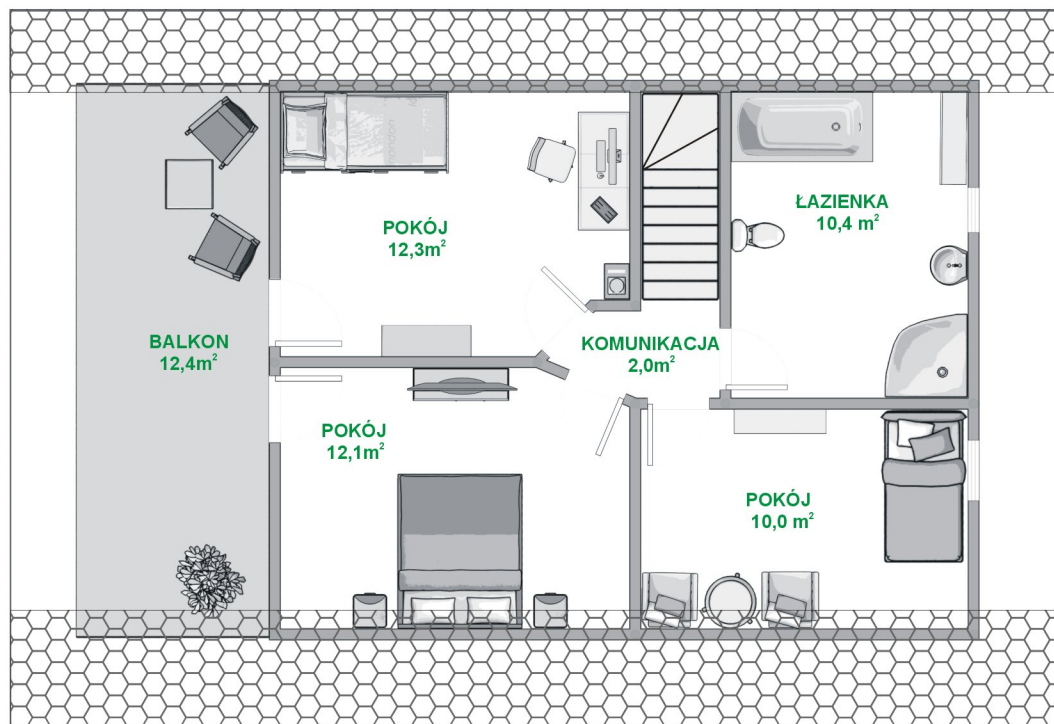 ŁAZIENKA
10,4 m²
POKÓJ
12,3m²
BALKON
12,4m²
KOMUNIKACJA
2,0m²
POKÓJ
12,1m²
POKÓJ
10,0 m²